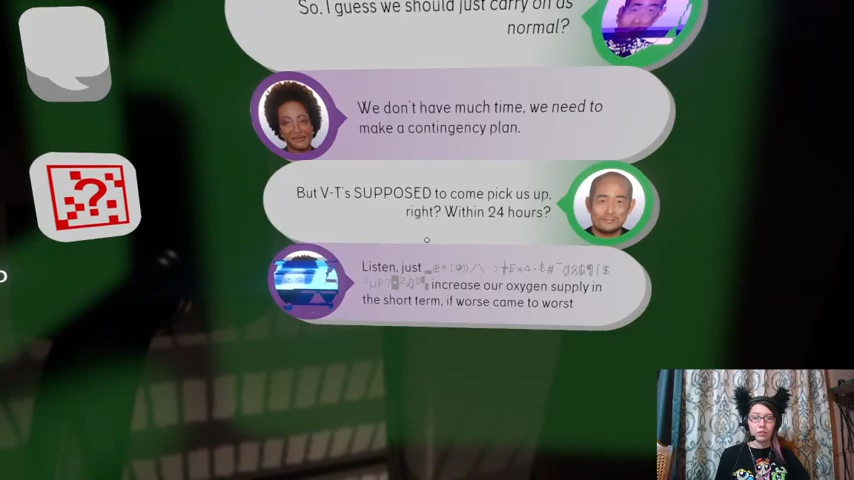 So, I guess we should just carry on as
normal?
We don't have much time, we need to
make a contingency plan.
But V-T's SUPPOSED to come pick us up,
right? Within 24 hours?
Listen, just
increase our oxygen supply in
the short term, if worse came to worst
?